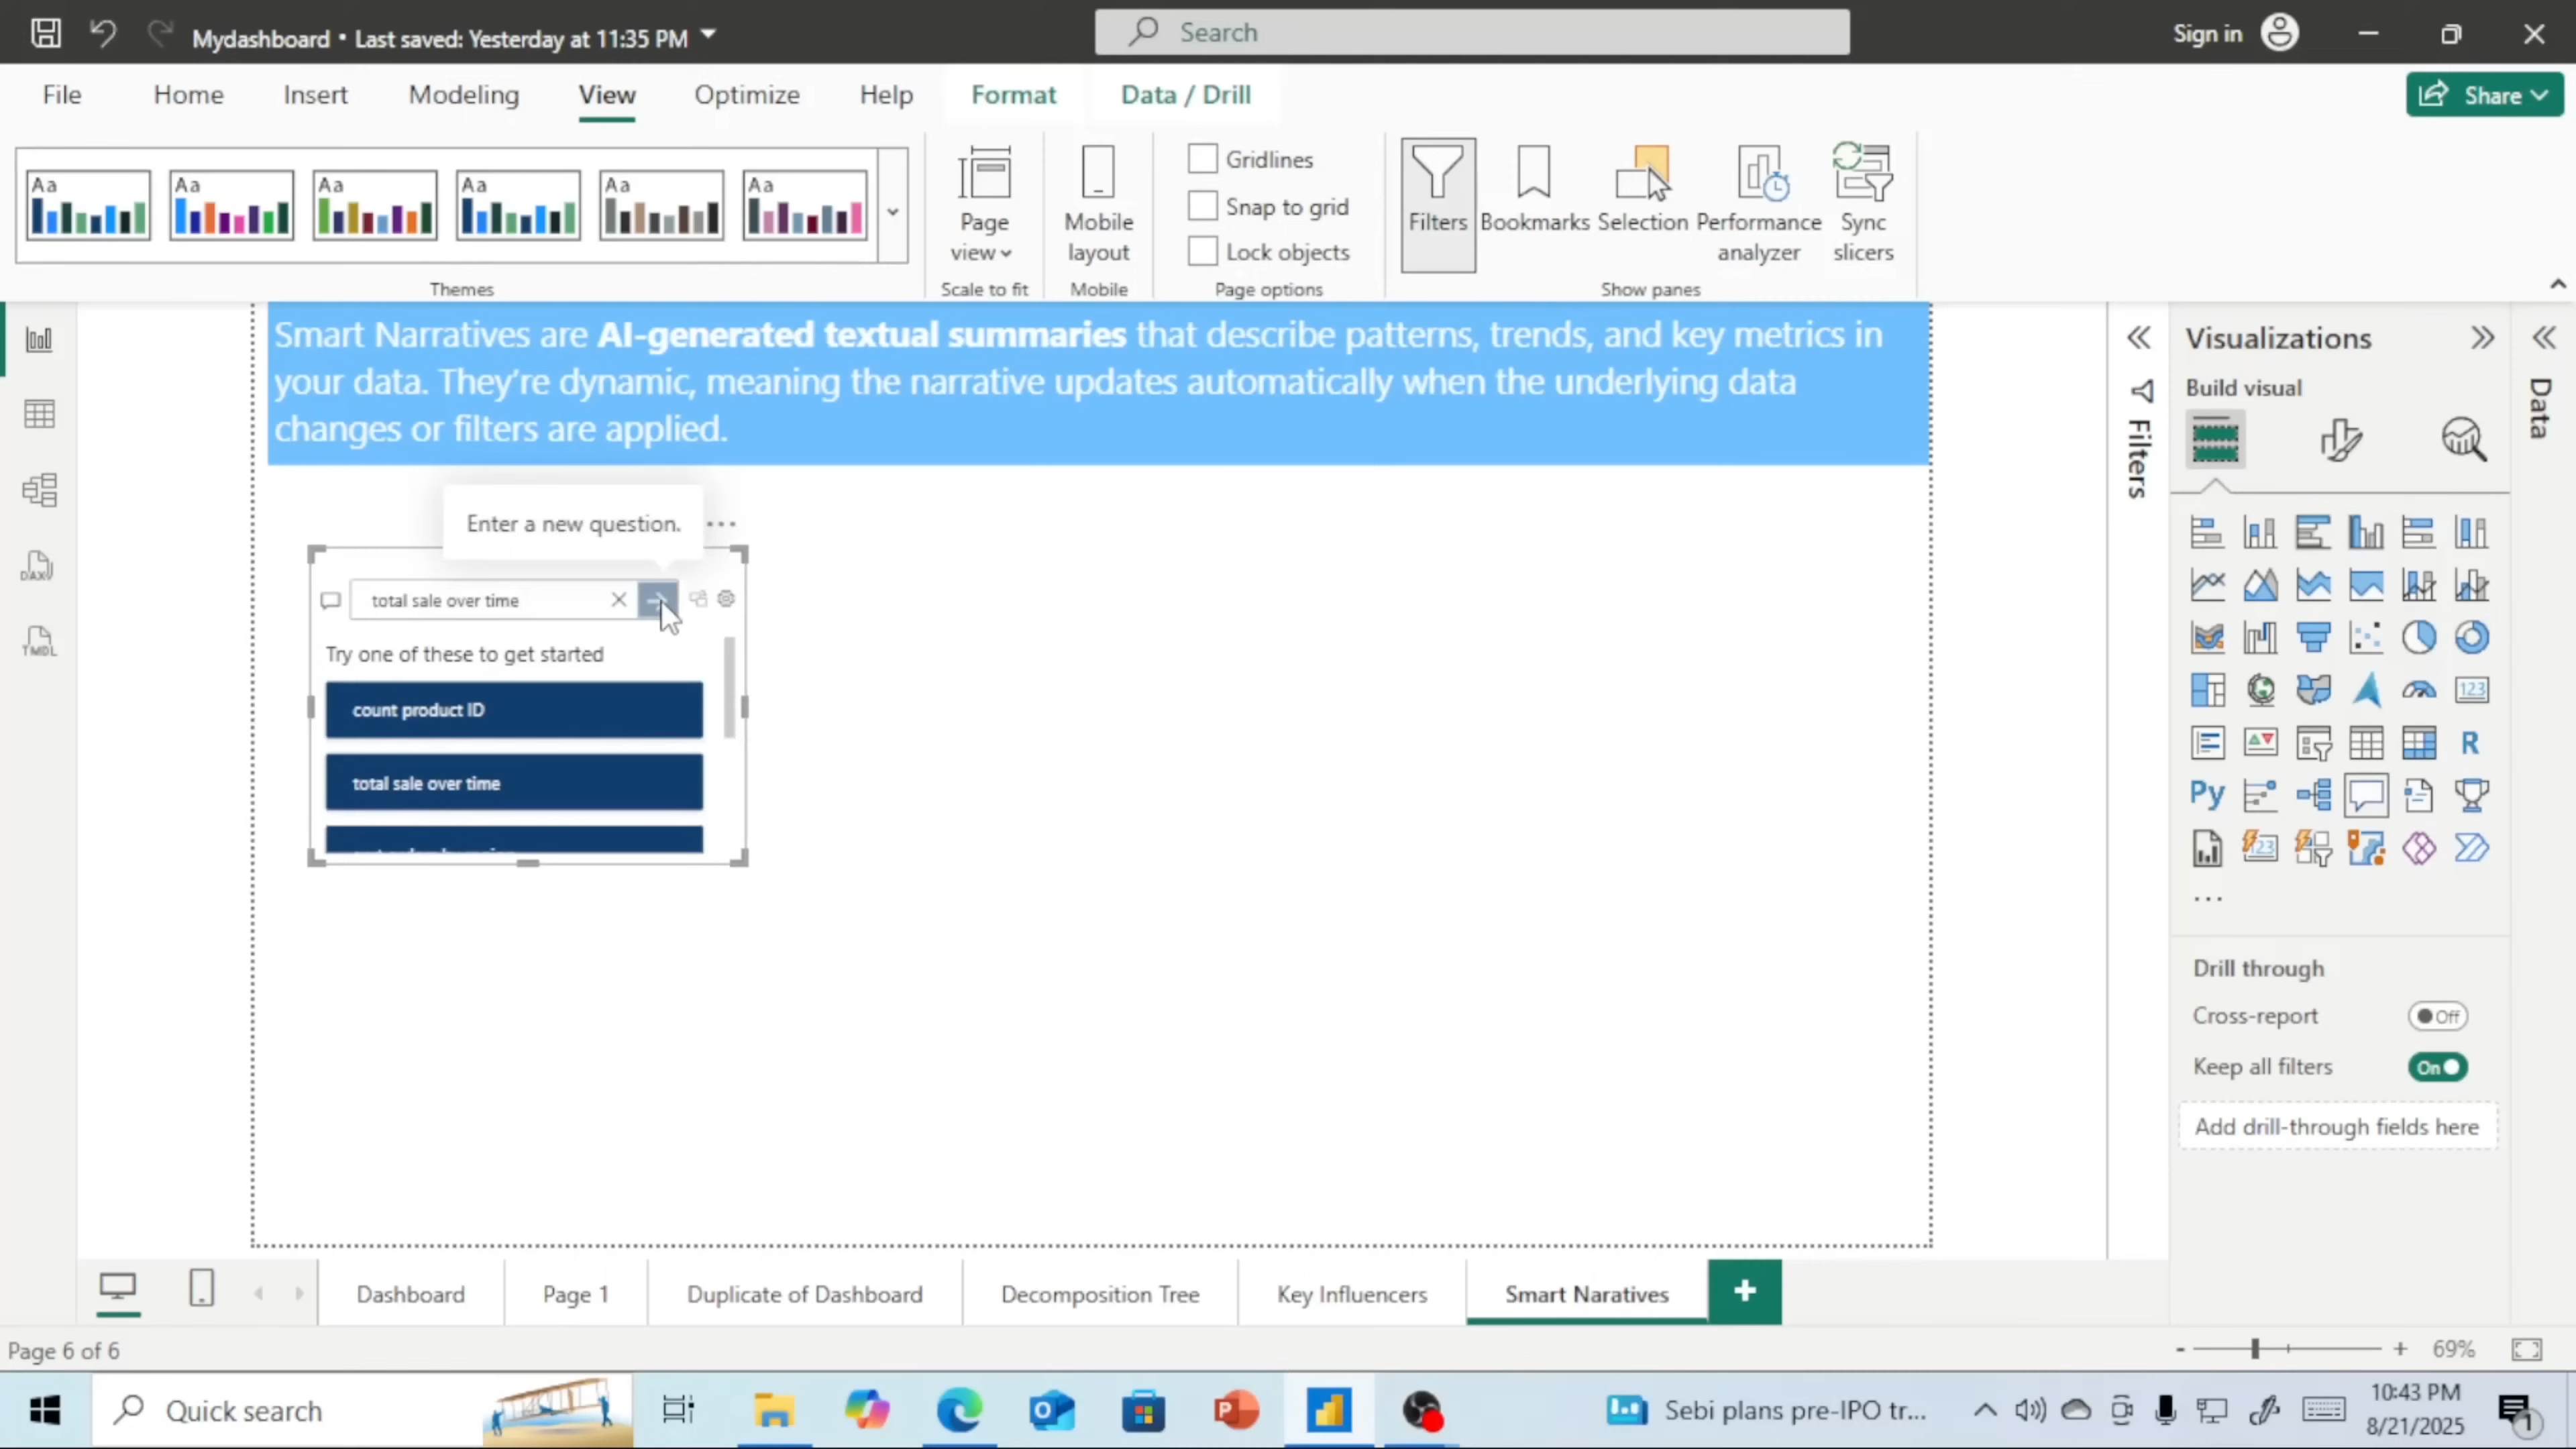 Mydashboard • Last saved: Yesterday at 11:35 PM
Search
Sign in
File Home Insert Modeling View Optimize Help Format Data / Drill
Share
Aa Aa Aa Aa Aa Aa
Page view
Mobile layout
Gridlines
Snap to grid
Lock objects
Filters
Bookmarks
Selection
Performance analyzer
Sync slicers
Themes
Scale to fit
Mobile
Page options
Show panes
Smart Narratives are AI-generated textual summaries that describe patterns, trends, and key metrics in
your data. They're dynamic, meaning the narrative updates automatically when the underlying data
changes or filters are applied.
Enter a new question.
total sale over time
Try one of these to get started
count product ID
total sale over time
DAX
TMDL
Filters
Visualizations
Build visual
Data
123
R
Py
123
Drill through
Cross-report Off
Keep all filters On
Add drill-through fields here
Dashboard Page 1 Duplicate of Dashboard Decomposition Tree Key Influencers Smart Naratives +
Page 6 of 6
- + 69%
Quick search
Sebi plans pre-IPO tr...
10:43 PM
8/21/2025
1